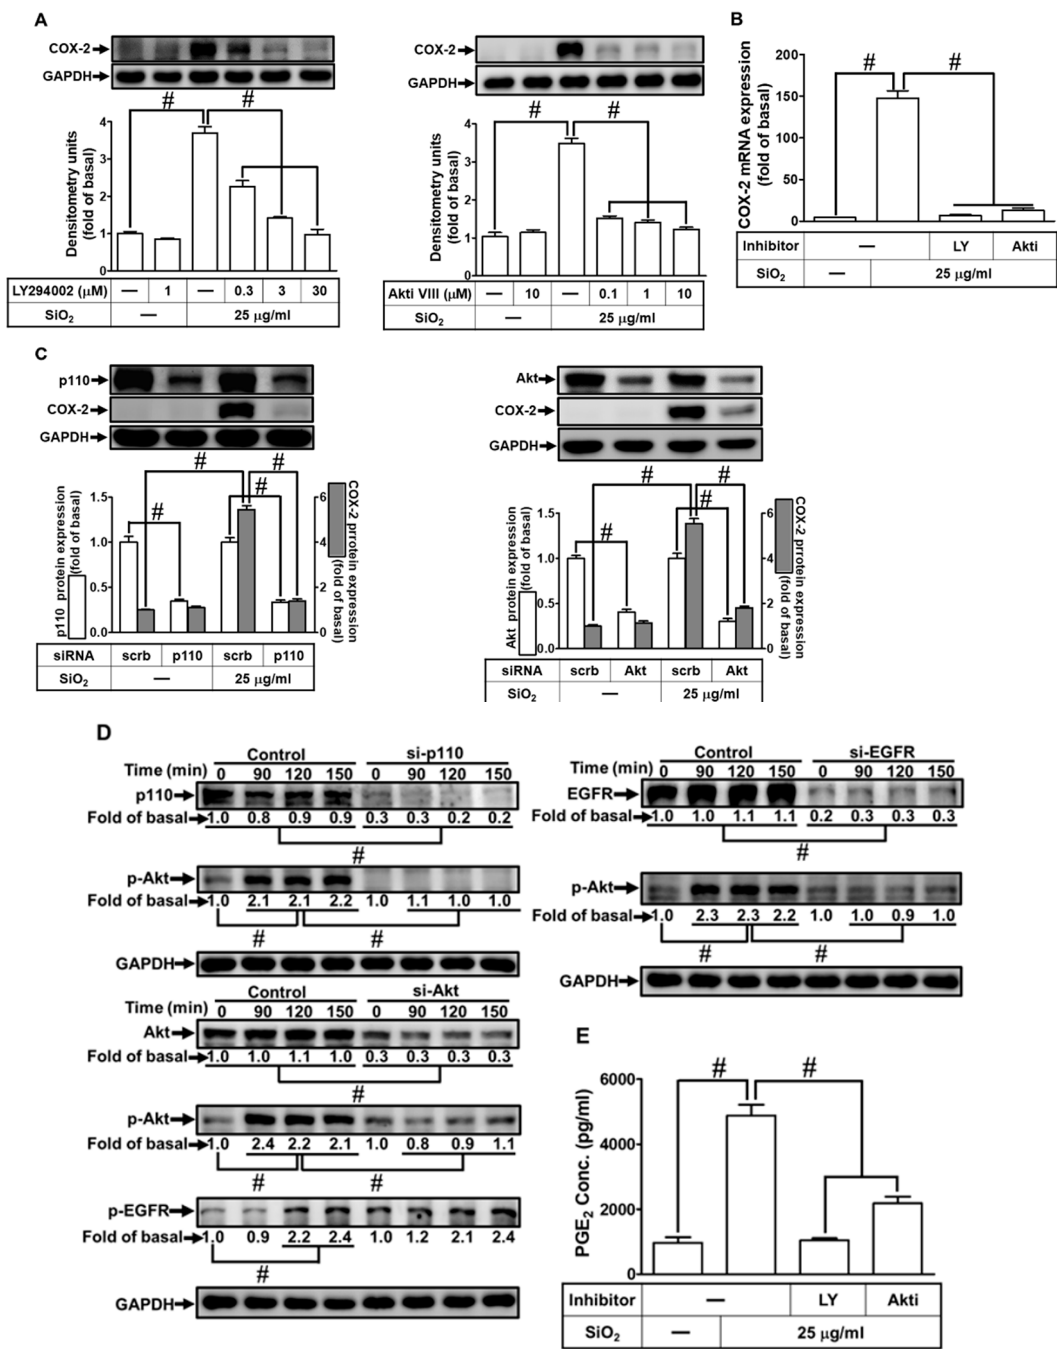 A
COX-2
GAPDH
#
#
Densitometry units
(fold of basal)
4
3
2
1
0
LY294002 (μM) — 1 — 0.3 3 30
SiO2 — 25 μg/ml
COX-2
GAPDH
#
#
Densitometry units
(fold of basal)
4
3
2
1
0
Akti VIII (μM) — 10 — 0.1 1 10
SiO2 — 25 μg/ml
B
#
#
COX-2 mRNA expression
(fold of basal)
200
150
100
50
0
Inhibitor — LY Akti
SiO2 — 25 μg/ml
C
p110
COX-2
GAPDH
#
#
#
#
p110 protein expression
(fold of basal)
1.5
1.0
0.5
0.0
6
4
2
0
COX-2 prrotein expression
(fold of basal)
siRNA scrb p110 scrb p110
SiO2 — 25 μg/ml
Akt
COX-2
GAPDH
#
#
#
#
Akt protein expression
(fold of basal)
1.5
1.0
0.5
0.0
6
4
2
0
COX-2 prrotein expression
(fold of basal)
siRNA scrb Akt scrb Akt
SiO2 — 25 μg/ml
D
Control si-p110
Time (min) 0 90 120 150 0 90 120 150
p110
Fold of basal 1.0 0.8 0.9 0.9 0.3 0.3 0.2 0.2
#
p-Akt
Fold of basal 1.0 2.1 2.1 2.2 1.0 1.1 1.0 1.0
# #
GAPDH
Control si-Akt
Time (min) 0 90 120 150 0 90 120 150
Akt
Fold of basal 1.0 1.0 1.1 1.0 0.3 0.3 0.3 0.3
#
p-Akt
Fold of basal 1.0 2.4 2.2 2.1 1.0 0.8 0.9 1.1
# #
p-EGFR
Fold of basal 1.0 0.9 2.2 2.4 1.0 1.2 2.1 2.4
#
GAPDH
Control si-EGFR
Time (min) 0 90 120 150 0 90 120 150
EGFR
Fold of basal 1.0 1.0 1.1 1.1 0.2 0.3 0.3 0.3
#
p-Akt
Fold of basal 1.0 2.3 2.3 2.2 1.0 1.0 0.9 1.0
# #
GAPDH
E
#
#
PGE2 Conc. (pg/ml)
6000
4000
2000
0
Inhibitor — LY Akti
SiO2 — 25 μg/ml